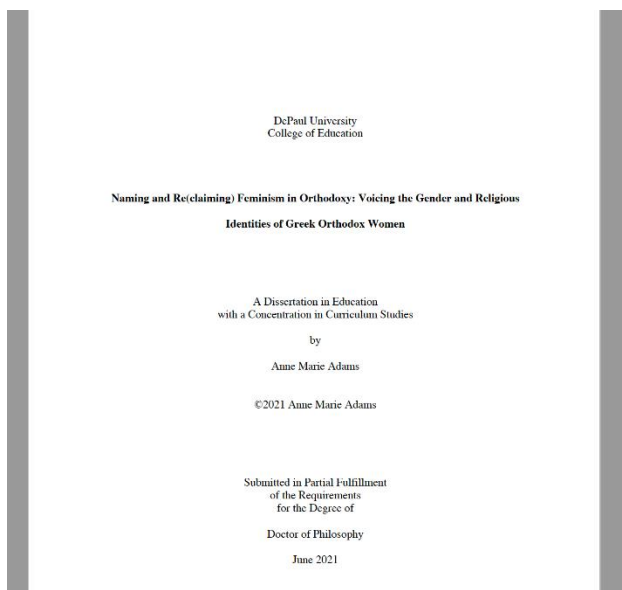 DePaul University
College of Education
Naming and Re(claiming) Feminism in Orthodoxy: Voicing the Gender and Religious
Identities of Greek Orthodox Women
A Dissertation in Education
with a Concentration in Curriculum Studies
by
Anne Marie Adams
©2021 Anne Marie Adams
Submitted in Partial Fulfillment
of the Requirements
for the Degree of
Doctor of Philosophy
June 2021